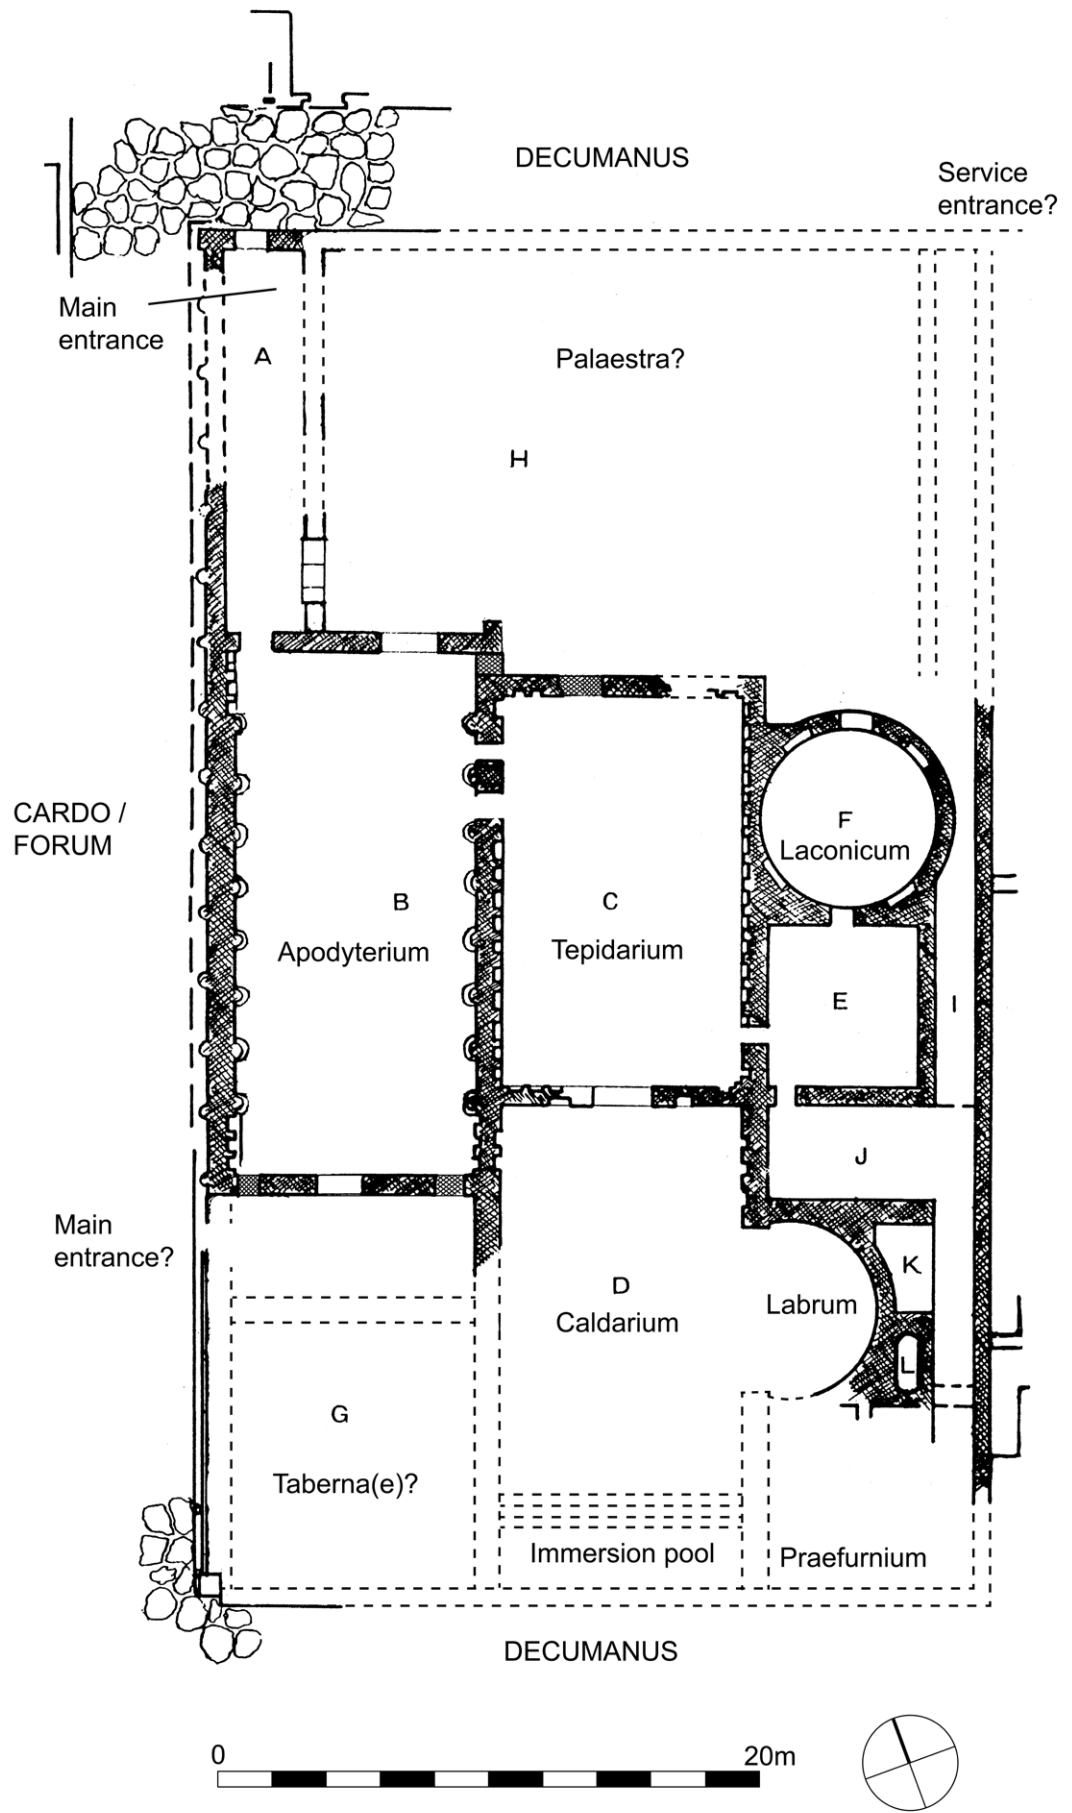 DECUMANUS
Service
entrance?
Main
entrance
A
Palaestra?
H
CARDO /
FORUM
F
Laconicum
B
C
Apodyterium
Tepidarium
E
I
J
Main
entrance?
K
D
Labrum
Caldarium
L
G
Taberna(e)?
Immersion pool
Praefurnium
DECUMANUS
0
20m